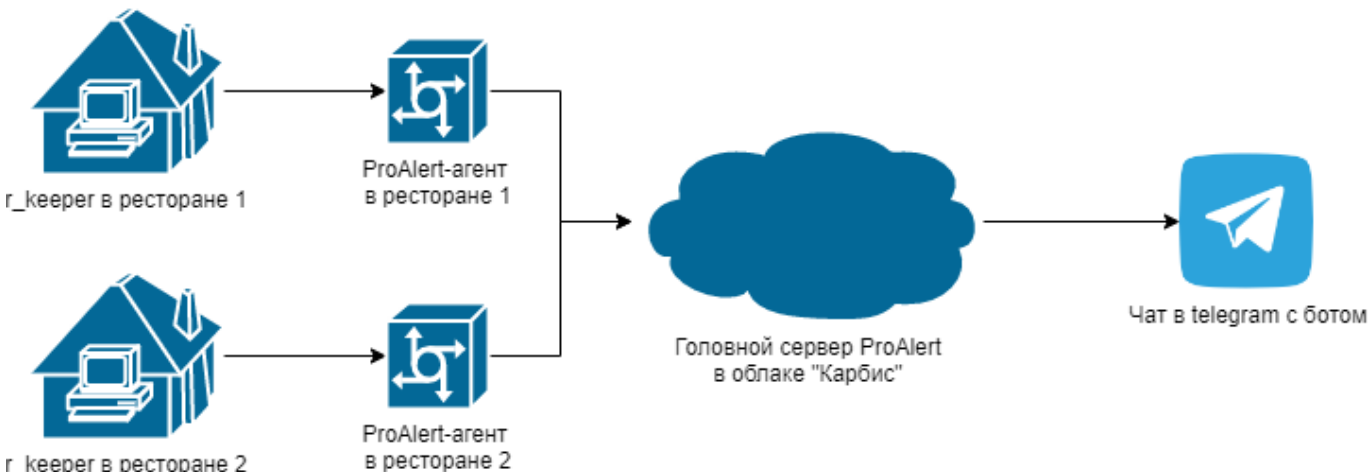 r_keeper в ресторане 1
ProAlert-агент
в ресторане 1
Головной сервер ProAlert
в облаке "Карбис"
Чат в telegram с ботом
r_keeper в ресторане 2
ProAlert-агент
в ресторане 2